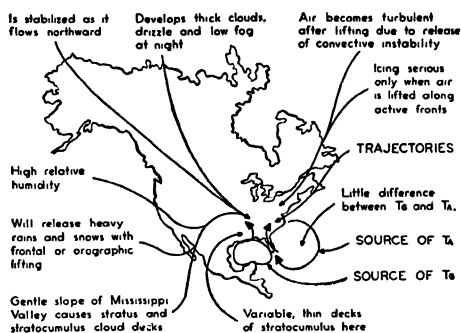 Is stabilized as it
flows northward
Develops thick clouds,
drizzle and low fog
at night
Air becomes turbulent
after lifting due to release
of convective instability
Icing serious
only when air
is lifted along
active fronts
TRAJECTORIES
High relative
humidity
Little difference
between TG and TA.
Will release heavy
rains and snows with
frontal or orographic
lifting
SOURCE OF TA
SOURCE OF TG
Gentle slope of Mississippi
Valley causes stratus and
stratocumulus cloud decks
Variable, thin decks
of stratocumulus here